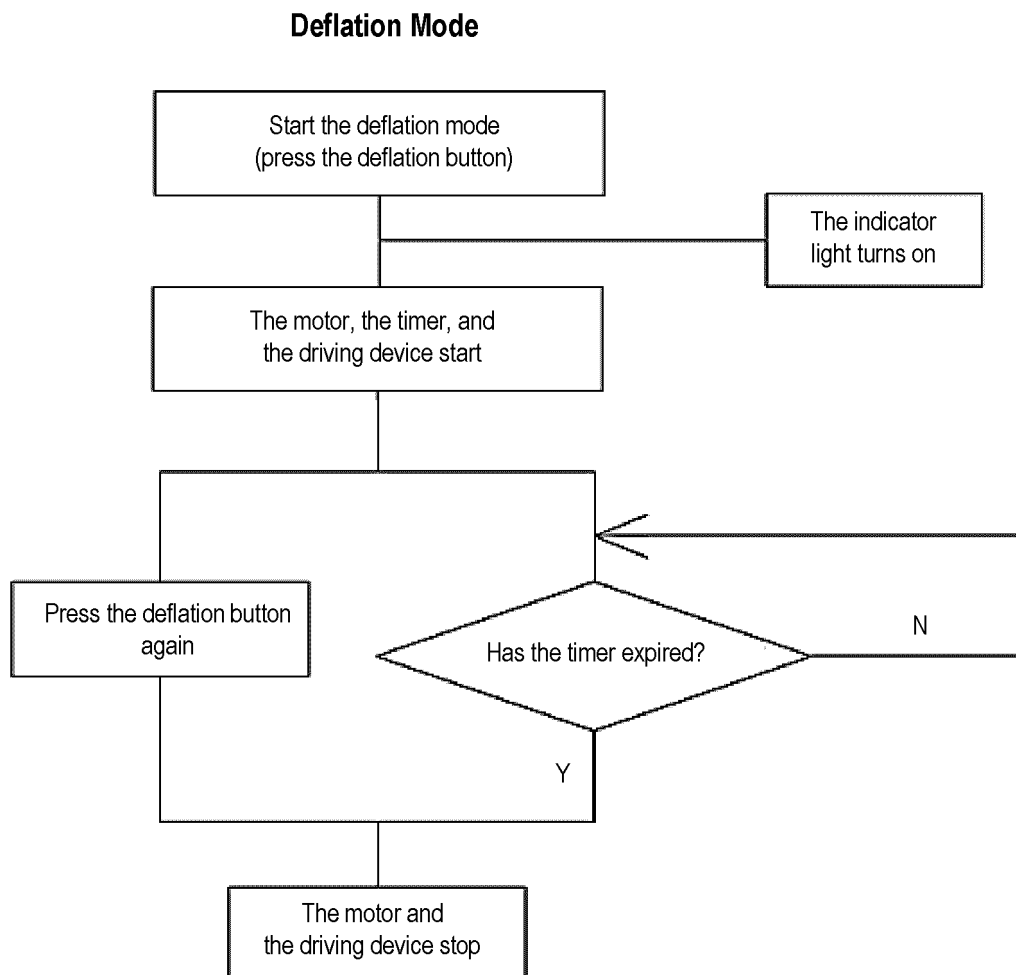 Deflation Mode
Start the deflation mode
(press the deflation button)
The indicator
light turns on
The motor, the timer, and
the driving device start
Press the deflation button
again
Has the timer expired?
N
Y
The motor and
the driving device stop